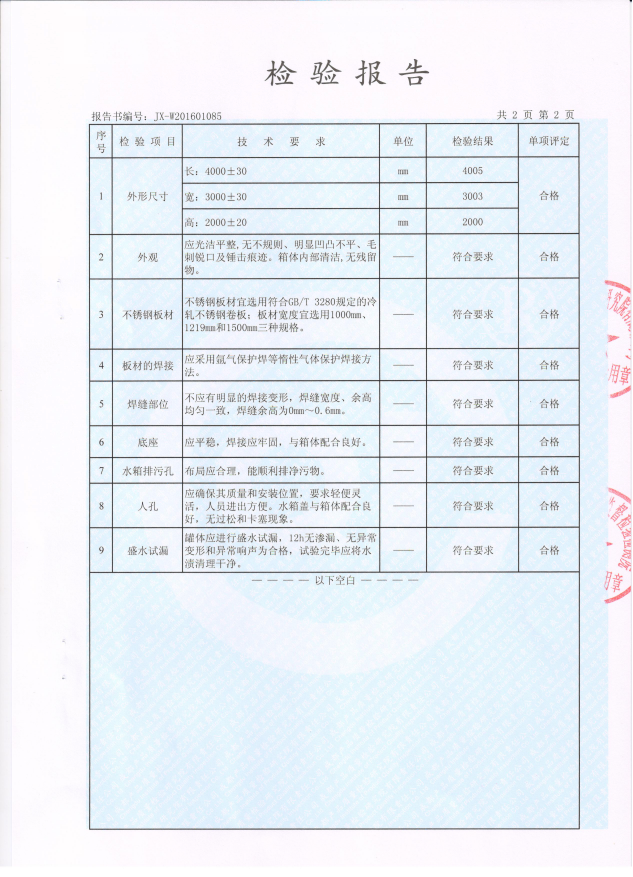 检验报告
报告书编号: JX-W201601085
共 2 页 第 2 页
序号 检 验 项 目 技 术 要 求 单位 检验结果 单项评定
1 外形尺寸 长: 4000±30 mm 4005 合格
宽: 3000±30 mm 3003
高: 2000±20 mm 2000
2 外观 应光洁平整,无不规则、明显凹凸不平、毛
刺锐口及锤击痕迹。箱体内部清洁,无残留
物。 —— 符合要求 合格
3 不锈钢板材 不锈钢板材宜选用符合GB/T 3280规定的冷
轧不锈钢卷板; 板材宽度宜选用1000mm、
1219mm和1500mm三种规格。 —— 符合要求 合格
4 板材的焊接 应采用氩气保护焊等惰性气体保护焊接方
法。 —— 符合要求 合格
5 焊缝部位 不应有明显的焊接变形, 焊缝宽度、余高
均匀一致, 焊缝余高为0mm~0.6mm。 —— 符合要求 合格
6 底座 应平稳, 焊接应牢固, 与箱体配合良好。 —— 符合要求 合格
7 水箱排污孔 布局应合理, 能顺利排净污物。 —— 符合要求 合格
8 人孔 应确保其质量和安装位置, 要求轻便灵
活, 人员进出方便。水箱盖与箱体配合良
好, 无过松和卡塞现象。 —— 符合要求 合格
9 盛水试漏 罐体应进行盛水试漏, 12h无渗漏、无异常
变形和异常响声为合格, 试验完毕应将水
渍清理干净。 —— 符合要求 合格
— — — — 以下空白 — — — —
用章
用章